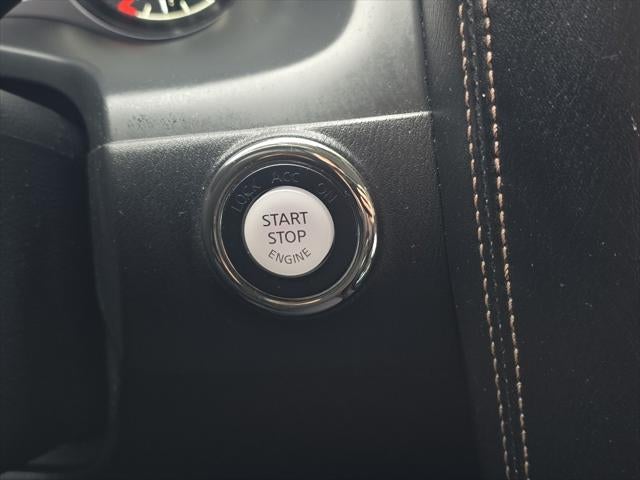 LOCK ACC ON
START
STOP
ENGINE